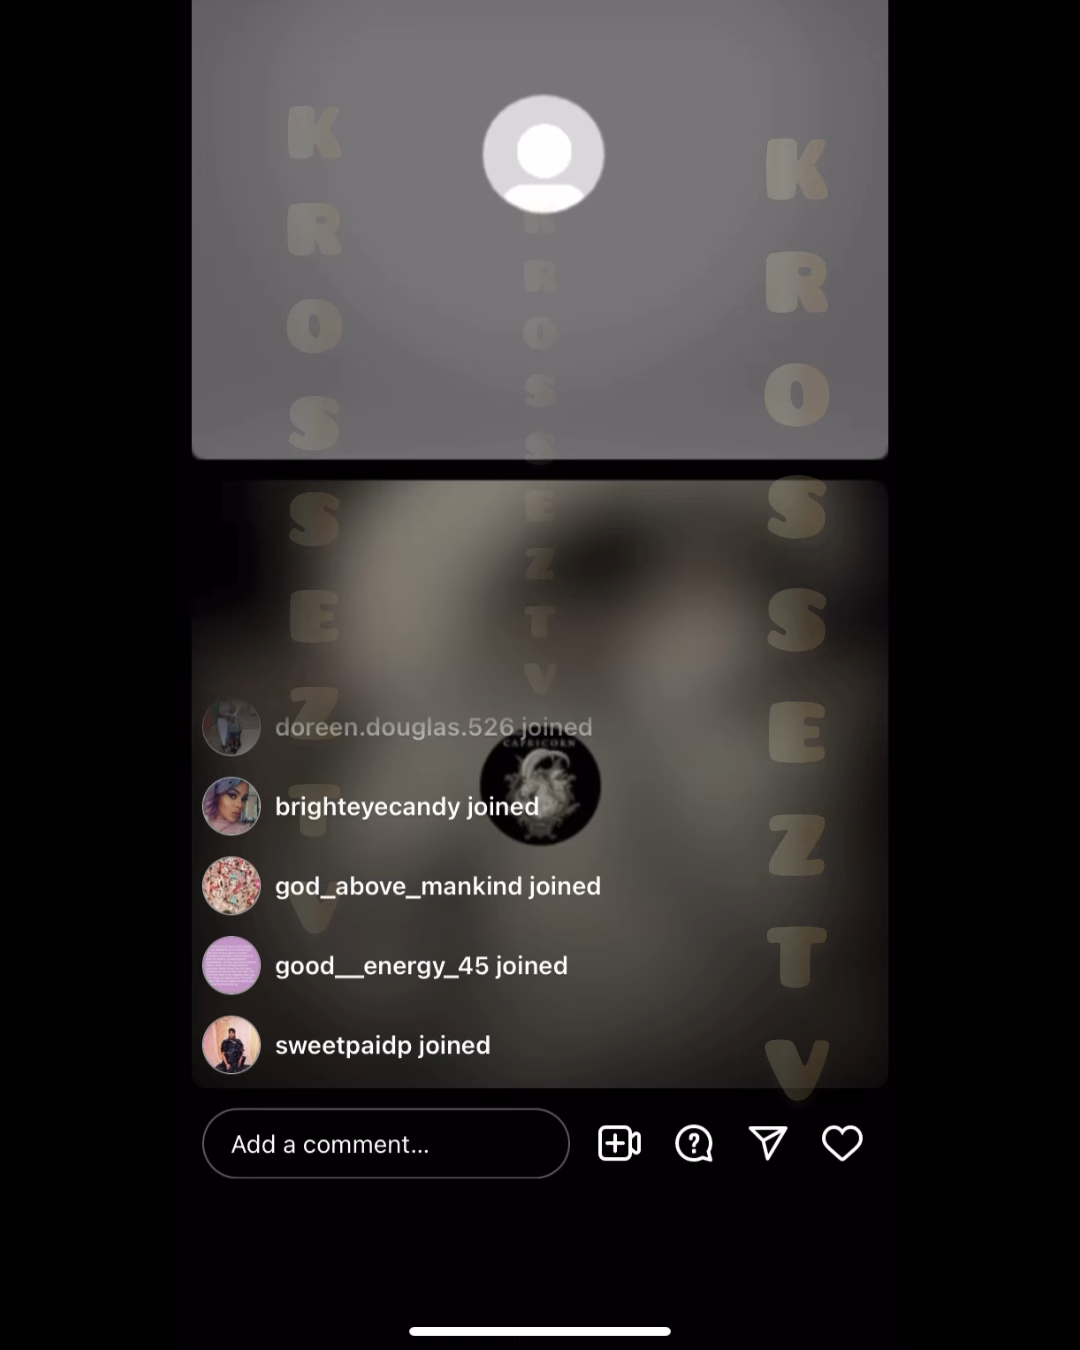 KROSSEZTV
KROSSEZTV
KROSSEZTV
doreen.douglas.526 joined
CAPRICORN
brighteyecandy joined
god_above_mankind joined
good__energy_45 joined
sweetpaidp joined
Add a comment...